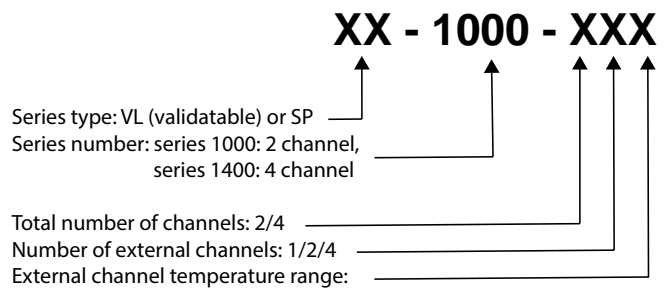 XX - 1000 - XXX
Series type: VL (validatable) or SP
Series number: series 1000: 2 channel,
series 1400: 4 channel
Total number of channels: 2/4
Number of external channels: 1/2/4
External channel temperature range: